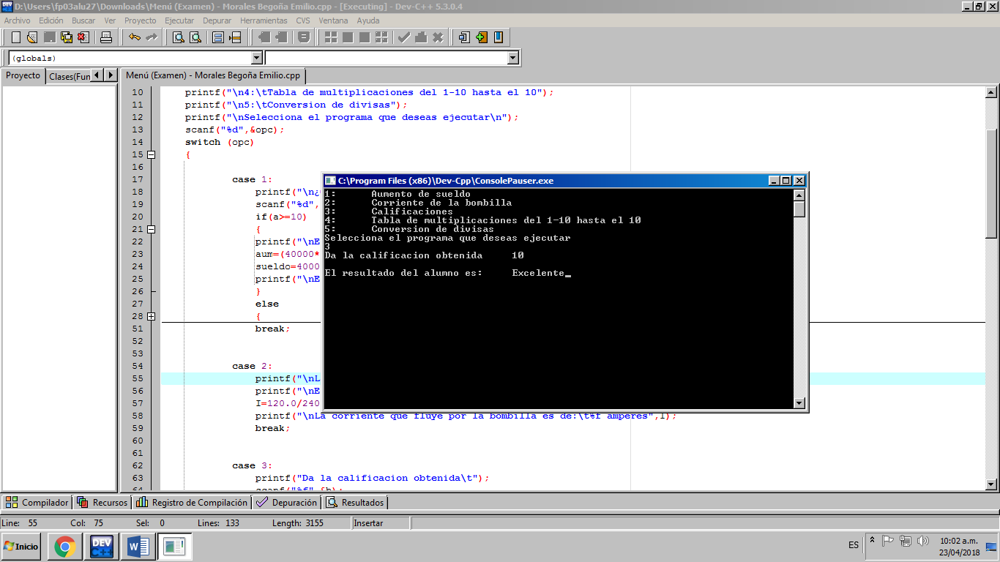 D:\Users\fp03alu27\Downloads\Menú (Examen) - Morales Begoña Emilio.cpp - [Executing] - Dev-C++ 5.3.0.4
Archivo Edición Buscar Ver Proyecto Ejecutar Depurar Herramientas CVS Ventana Ayuda
(globals)
Proyecto Clases(Fun
Menú (Examen) - Morales Begoña Emilio.cpp
10 printf("\n4:\tTabla de multiplicaciones del 1-10 hasta el 10");
11 printf("\n5:\tConversion de divisas");
12 printf("\nSelecciona el programa que deseas ejecutar\n");
13 scanf("%d",&opc);
14 switch (opc)
15 {
16
17 case 1:
18 printf("\n¿
19 scanf("%d",
20 if(a>=10)
21 {
22 printf("\nE
23 aum=(40000*
24 sueldo=4000
25 printf("\nE
26 }
27 else
28 {
51 break;
52
53
54 case 2:
55 printf("\nL
56 printf("\nE
57 I=120.0/240
58 printf("\nLa corriente que fluye por la bombilla es de:\t%f amperes",I);
59 break;
60
61
62 case 3:
63 printf("Da la calificacion obtenida\t");
64 scanf("%f",&b);
C:\Program Files (x86)\Dev-Cpp\ConsolePauser.exe
1: Aumento de sueldo
2: Corriente de la bombilla
3: Calificaciones
4: Tabla de multiplicaciones del 1-10 hasta el 10
5: Conversion de divisas
Selecciona el programa que deseas ejecutar
3
Da la calificacion obtenida 10
El resultado del alumno es: Excelente_
Compilador Recursos Registro de Compilación Depuración Resultados
Line: 55 Col: 75 Sel: 0 Lines: 133 Length: 3155 Insertar
Inicio
DEV C++
W
ES
10:02 a.m.
23/04/2018